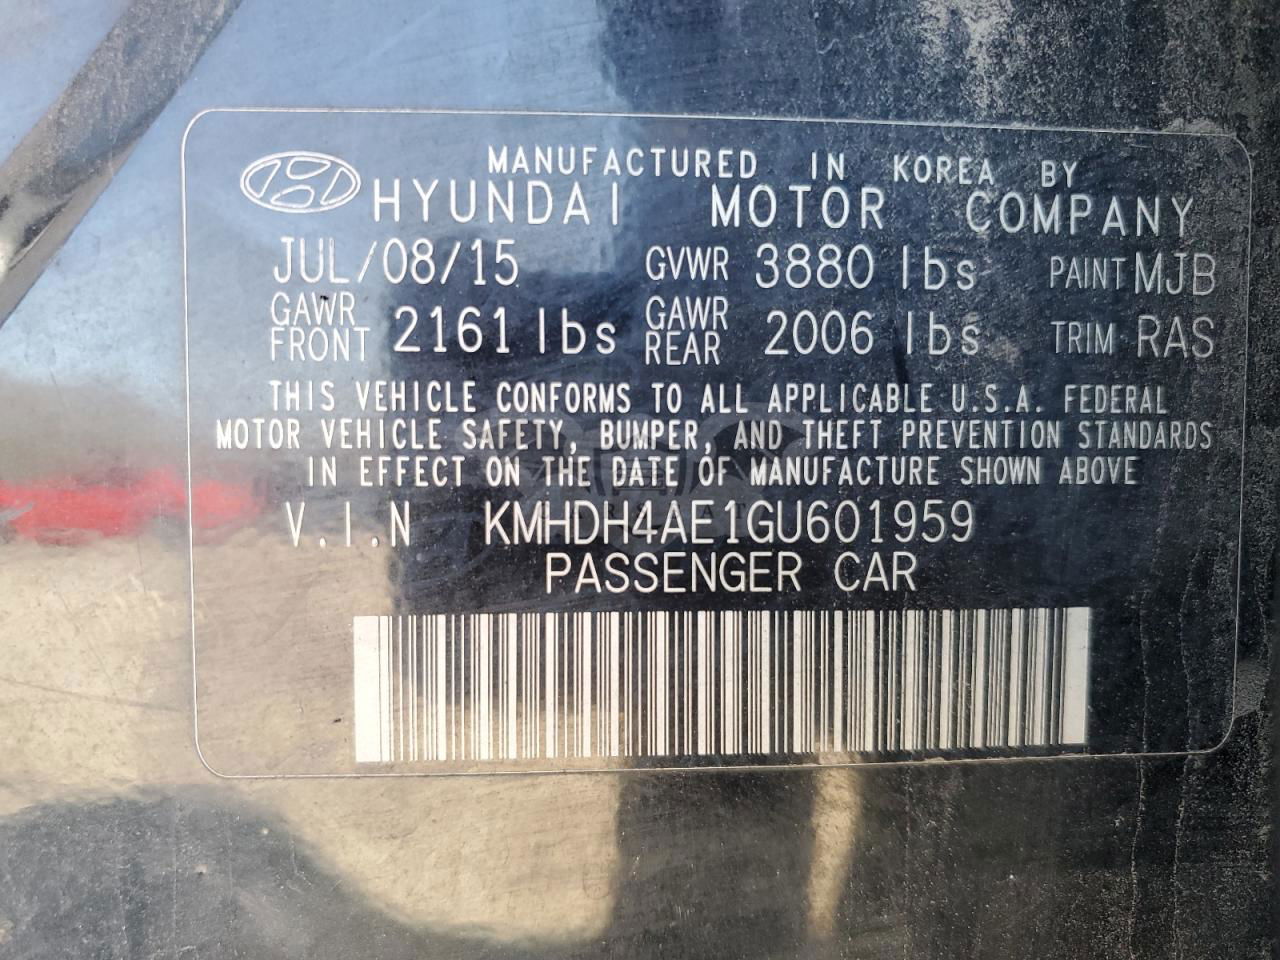 MANUFACTURED IN KOREA BY
HYUNDAI MOTOR COMPANY
JUL/08/15 GVWR 3880 lbs PAINT MJB
GAWR FRONT 2161 lbs GAWR REAR 2006 lbs TRIM RAS
THIS VEHICLE CONFORMS TO ALL APPLICABLE U.S.A. FEDERAL
MOTOR VEHICLE SAFETY, BUMPER, AND THEFT PREVENTION STANDARDS
IN EFFECT ON THE DATE OF MANUFACTURE SHOWN ABOVE
V.I.N KMHDH4AE1GU601959
PASSENGER CAR